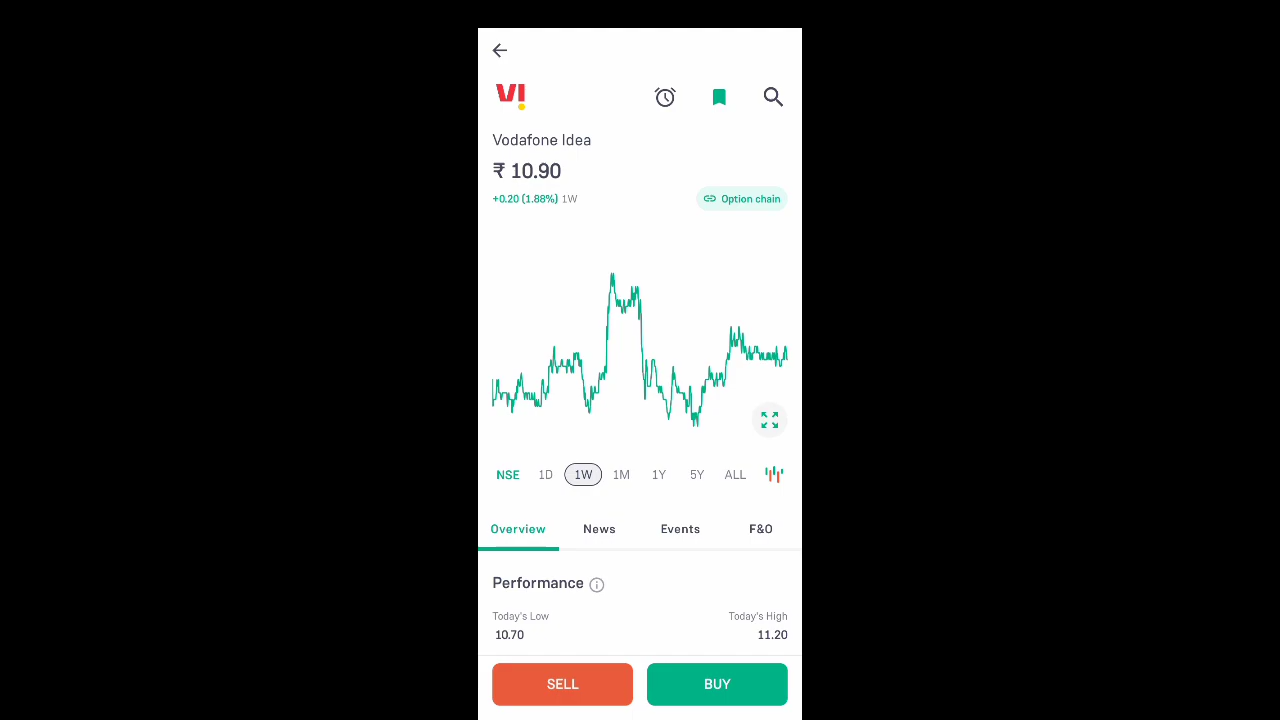 VI
Vodafone Idea
₹ 10.90
+0.20 (1.88%) 1W
Option chain
NSE 1D 1W 1M 1Y 5Y ALL
Overview News Events F&O
Performance
Today's Low Today's High
10.70 11.20
SELL BUY